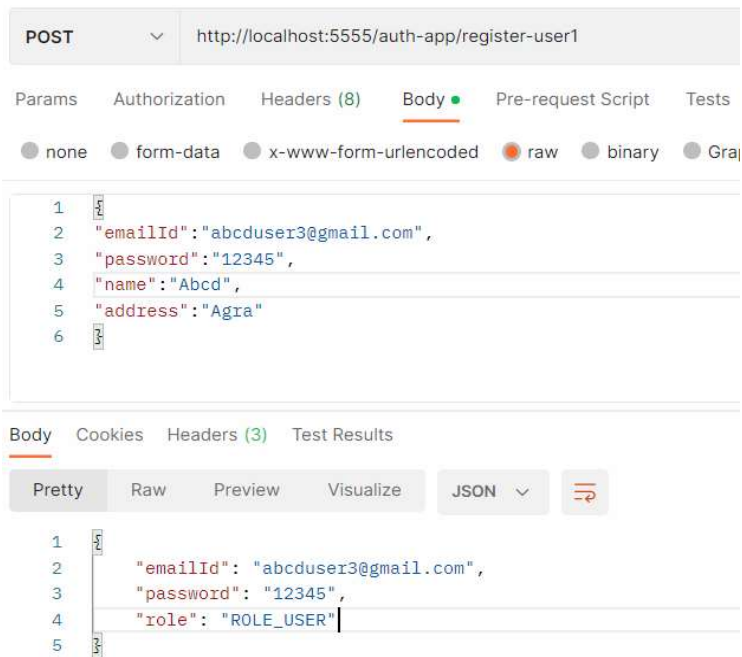 POST http://localhost:5555/auth-app/register-user1
Params Authorization Headers (8) Body Pre-request Script Tests
none form-data x-www-form-urlencoded raw binary Gra
1 {
2 "emailId":"abcduser3@gmail.com",
3 "password":"12345",
4 "name":"Abcd",
5 "address":"Agra"
6 }
Body Cookies Headers (3) Test Results
Pretty Raw Preview Visualize JSON
1 {
2 "emailId": "abcduser3@gmail.com",
3 "password": "12345",
4 "role": "ROLE_USER"
5 }